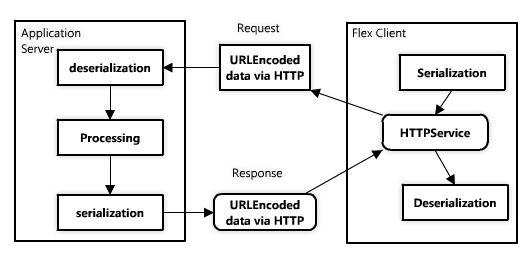 Application
Server
deserialization
Processing
serialization
Request
URLEncoded
data via HTTP
Response
URLEncoded
data via HTTP
Flex Client
Serialization
HTTPService
Deserialization